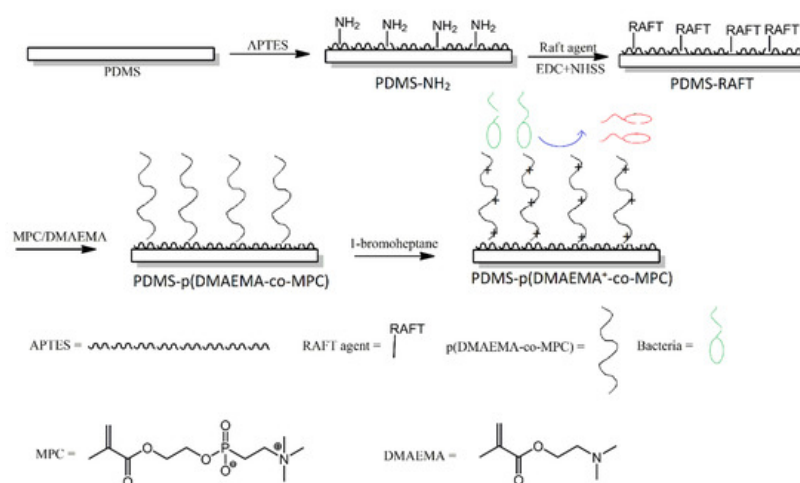 NH₂ NH₂ NH₂ NH₂
APTES
PDMS
PDMS-NH₂
Raft agent
EDC+NHSS
RAFT RAFT RAFT RAFT
PDMS-RAFT
MPC/DMAEMA
PDMS-p(DMAEMA-co-MPC)
1-bromoheptane
+ + + + + + + + + + + +
PDMS-p(DMAEMA⁺-co-MPC)
APTES =
RAFT agent =
RAFT
p(DMAEMA-co-MPC) =
Bacteria =
MPC =
O O O P O O⊖ N⊕
DMAEMA =
O O N